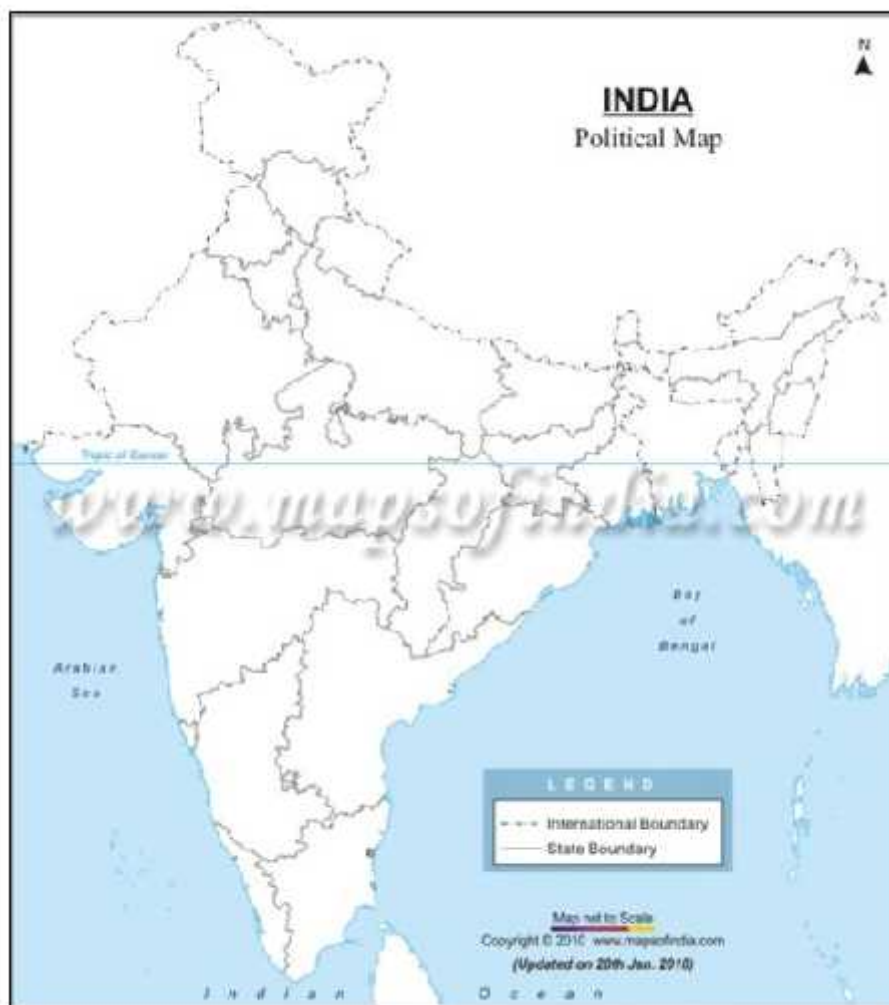 N
INDIA
Political Map
Tropic of Cancer
www.mapsofindia.com
Bay
of
Bengal
Arabian
Sea
LEGEND
International Boundary
State Boundary
Map not to Scale
Copyright © 2010 www.mapsofindia.com
(Updated on 20th Jan. 2010)
Indian Ocean